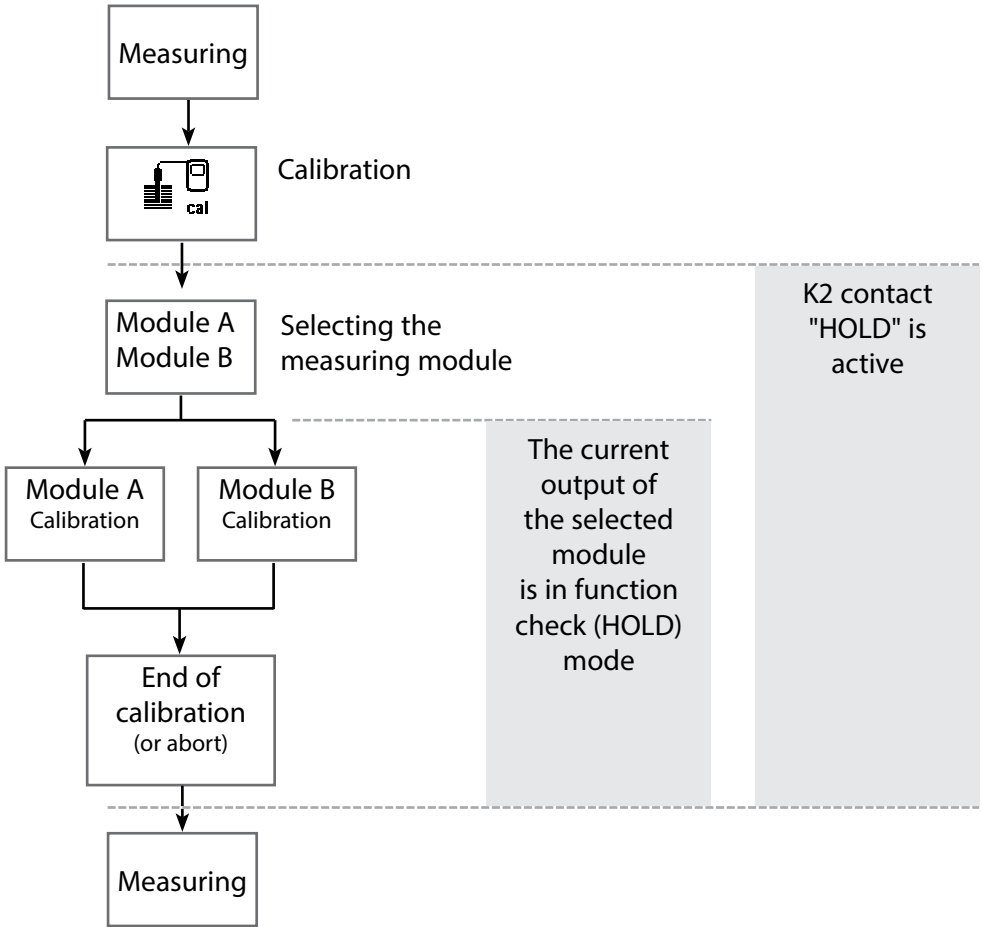 Measuring
cal
Calibration
Module A
Module B
Selecting the
measuring module
K2 contact
"HOLD" is
active
Module A
Calibration
Module B
Calibration
The current
output of
the selected
module
is in function
check (HOLD)
mode
End of
calibration
(or abort)
Measuring